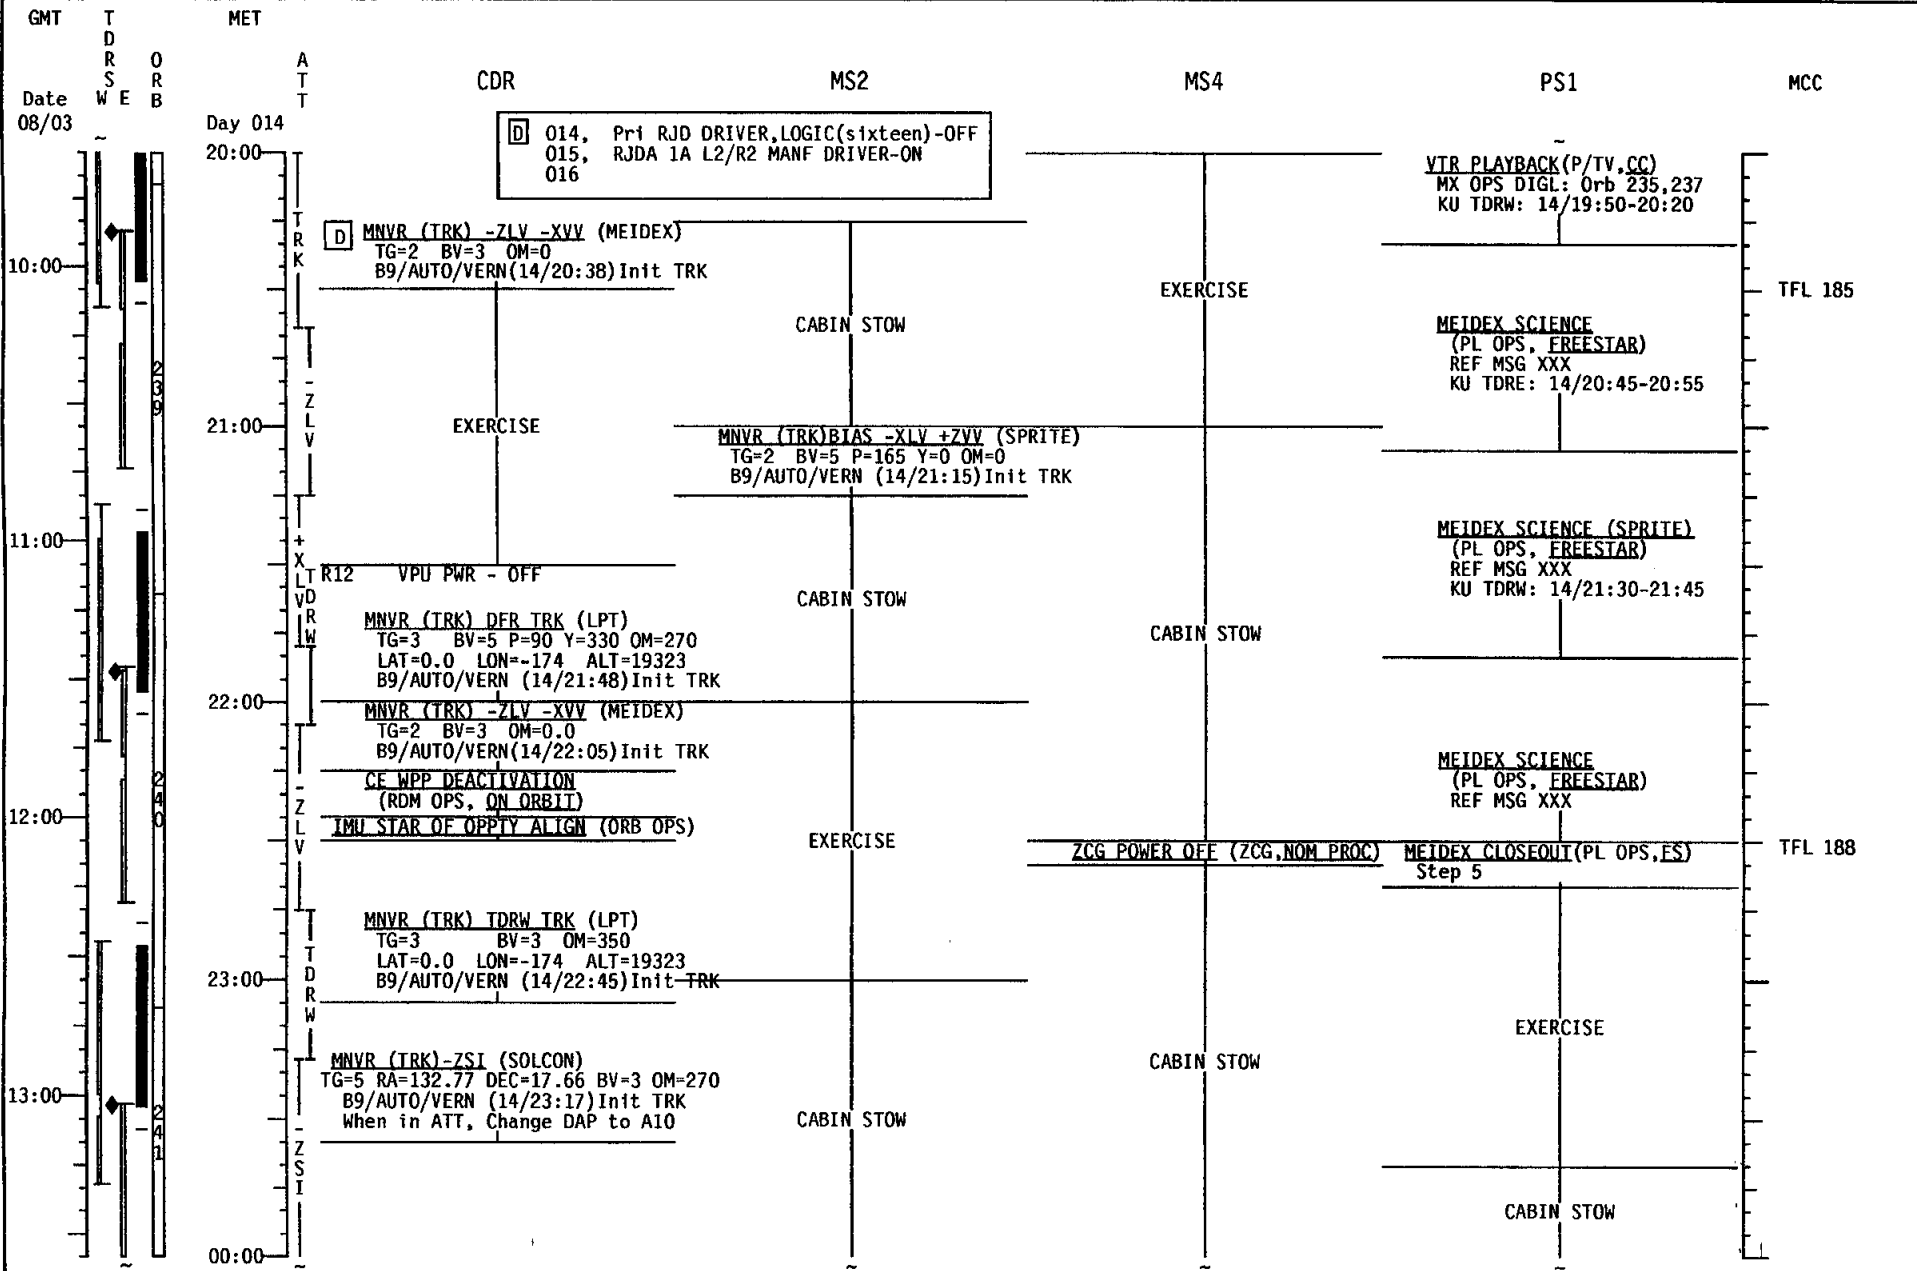 GMT
TDRS
W E
ORB
MET
ATT
CDR
MS2
MS4
PS1
MCC
Date
08/03
Day 014
D 014, Pri RJD DRIVER,LOGIC(sixteen)-OFF
015, RJDA 1A L2/R2 MANF DRIVER-ON
016
20:00
21:00
22:00
23:00
00:00
10:00
11:00
12:00
13:00
239
240
241
TRK
-ZLV
+XLV
TDRW
-ZLV
TDRW
-ZSI
D MNVR (TRK) -ZLV -XVV (MEIDEX)
TG=2 BV=3 OM=0
B9/AUTO/VERN(14/20:38)Init TRK
EXERCISE
R12 VPU PWR - OFF
MNVR (TRK) DFR TRK (LPT)
TG=3 BV=5 P=90 Y=330 OM=270
LAT=0.0 LON=-174 ALT=19323
B9/AUTO/VERN (14/21:48)Init TRK
MNVR (TRK) -ZLV -XVV (MEIDEX)
TG=2 BV=3 OM=0.0
B9/AUTO/VERN(14/22:05)Init TRK
CE WPP DEACTIVATION
(RDM OPS, ON ORBIT)
IMU STAR OF OPPTY ALIGN (ORB OPS)
MNVR (TRK) TDRW TRK (LPT)
TG=3 BV=3 OM=350
LAT=0.0 LON=-174 ALT=19323
B9/AUTO/VERN (14/22:45)Init TRK
MNVR (TRK)-ZSI (SOLCON)
TG=5 RA=132.77 DEC=17.66 BV=3 OM=270
B9/AUTO/VERN (14/23:17)Init TRK
When in ATT, Change DAP to A10
CABIN STOW
MNVR (TRK)BIAS -XLV +ZVV (SPRITE)
TG=2 BV=5 P=165 Y=0 OM=0
B9/AUTO/VERN (14/21:15)Init TRK
CABIN STOW
EXERCISE
CABIN STOW
EXERCISE
CABIN STOW
ZCG POWER OFF (ZCG,NOM PROC)
CABIN STOW
VTR PLAYBACK(P/TV,CC)
MX OPS DIGL: Orb 235,237
KU TDRW: 14/19:50-20:20
MEIDEX SCIENCE
(PL OPS, FREESTAR)
REF MSG XXX
KU TDRE: 14/20:45-20:55
MEIDEX SCIENCE (SPRITE)
(PL OPS, FREESTAR)
REF MSG XXX
KU TDRW: 14/21:30-21:45
MEIDEX SCIENCE
(PL OPS, FREESTAR)
REF MSG XXX
MEIDEX CLOSEOUT(PL OPS,FS)
Step 5
EXERCISE
CABIN STOW
TFL 185
TFL 188